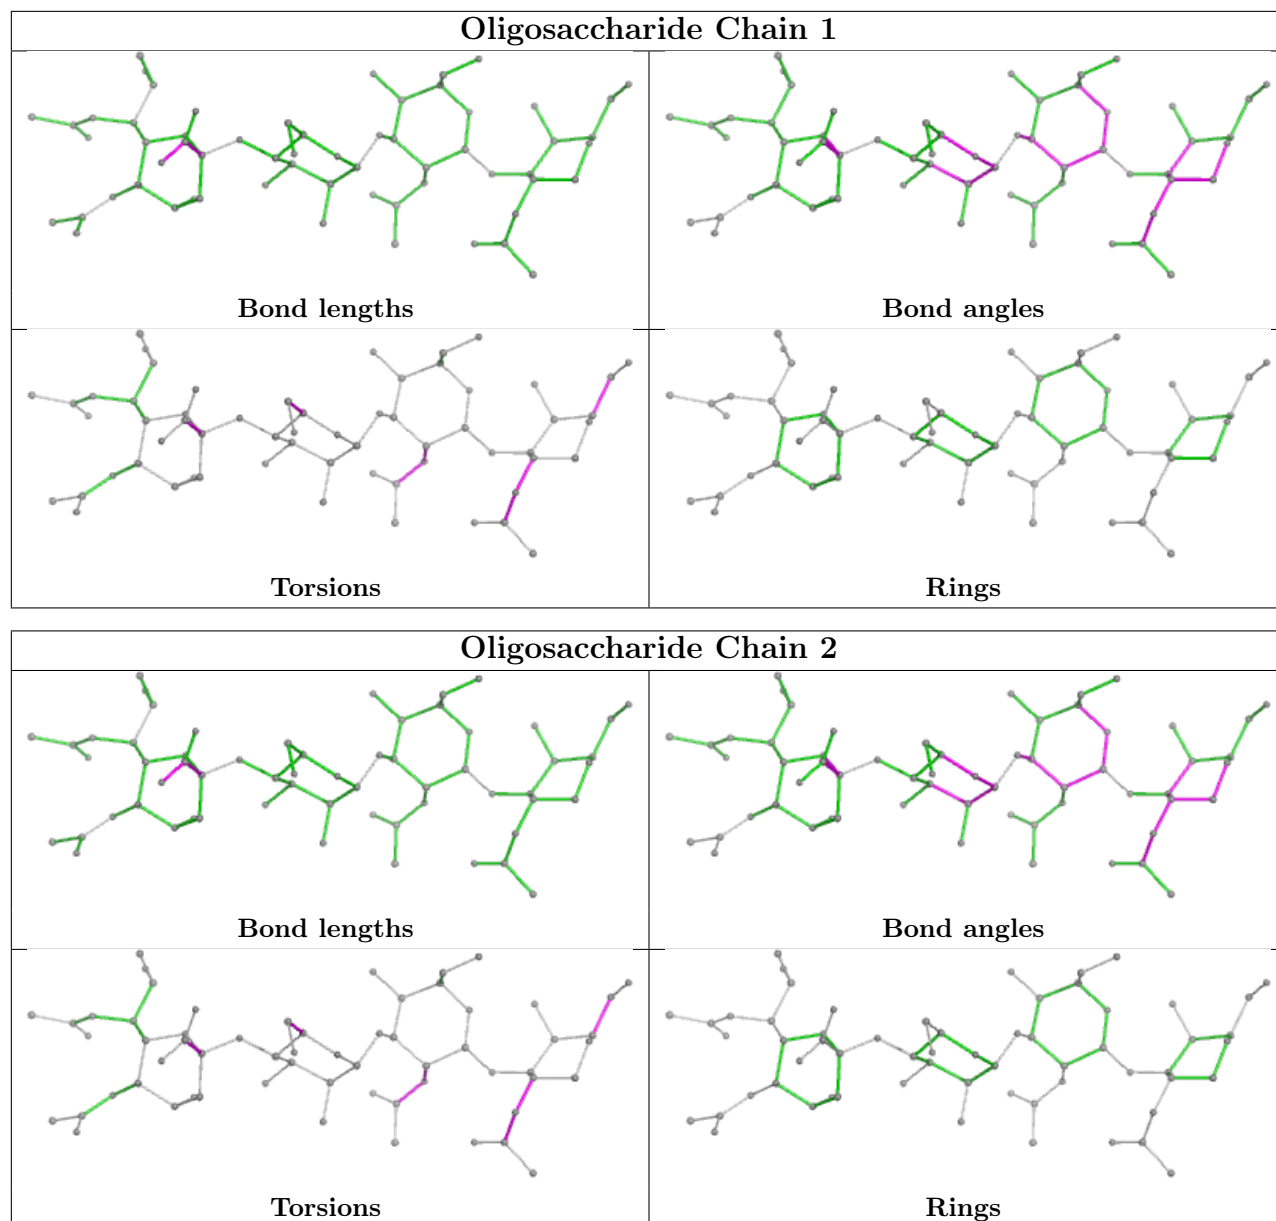 Oligosaccharide Chain 1
Bond lengths
Bond angles
Torsions
Rings
Oligosaccharide Chain 2
Bond lengths
Bond angles
Torsions
Rings